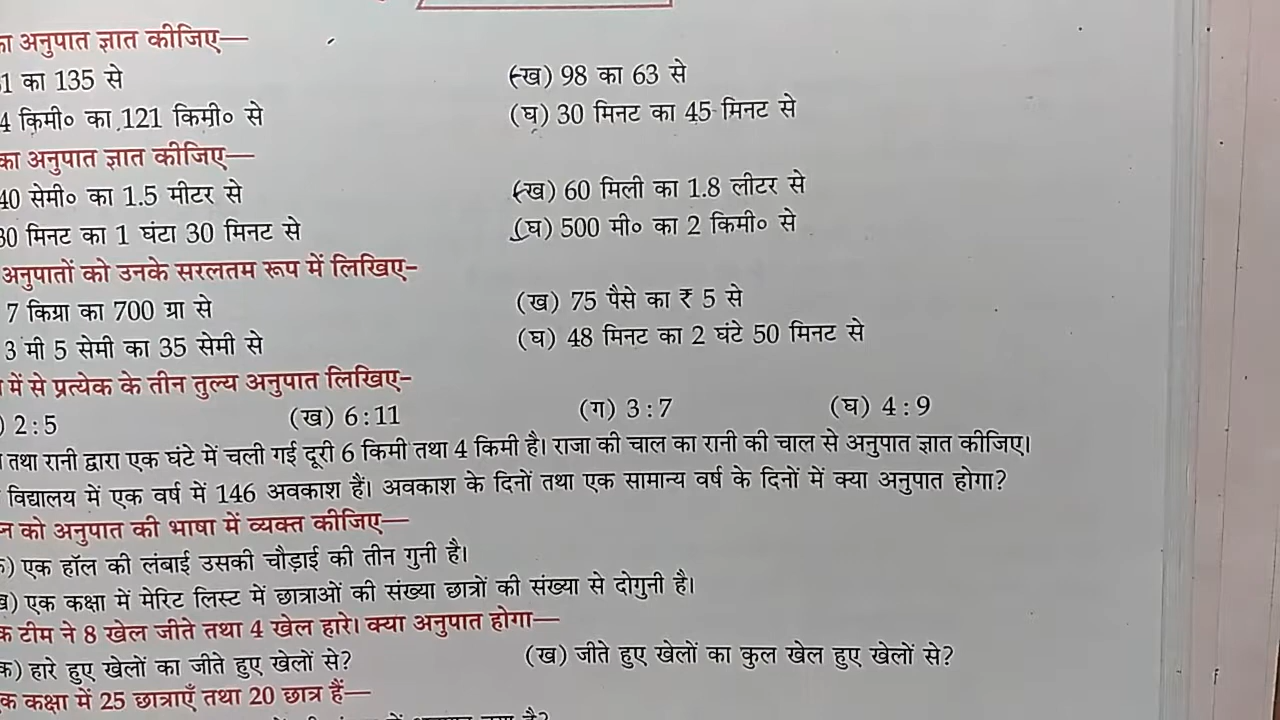 अनुपात ज्ञात कीजिए—
1 का 135 से (ख) 98 का 63 से
4 किमी० का 121 किमी० से (घ) 30 मिनट का 45 मिनट से
का अनुपात ज्ञात कीजिए—
40 सेमी० का 1.5 मीटर से (ख) 60 मिली का 1.8 लीटर से
30 मिनट का 1 घंटा 30 मिनट से (घ) 500 मी० का 2 किमी० से
अनुपातों को उनके सरलतम रूप में लिखिए-
7 किग्रा का 700 ग्रा से (ख) 75 पैसे का ₹ 5 से
3 मी 5 सेमी का 35 सेमी से (घ) 48 मिनट का 2 घंटे 50 मिनट से
में से प्रत्येक के तीन तुल्य अनुपात लिखिए-
) 2 : 5 (ख) 6 : 11 (ग) 3 : 7 (घ) 4 : 9
तथा रानी द्वारा एक घंटे में चली गई दूरी 6 किमी तथा 4 किमी है। राजा की चाल का रानी की चाल से अनुपात ज्ञात कीजिए।
विद्यालय में एक वर्ष में 146 अवकाश हैं। अवकाश के दिनों तथा एक सामान्य वर्ष के दिनों में क्या अनुपात होगा?
को अनुपात की भाषा में व्यक्त कीजिए—
) एक हॉल की लंबाई उसकी चौड़ाई की तीन गुनी है।
) एक कक्षा में मेरिट लिस्ट में छात्राओं की संख्या छात्रों की संख्या से दोगुनी है।
टीम ने 8 खेल जीते तथा 4 खेल हारे। क्या अनुपात होगा—
क) हारे हुए खेलों का जीते हुए खेलों से? (ख) जीते हुए खेलों का कुल खेल हुए खेलों से?
क कक्षा में 25 छात्राएँ तथा 20 छात्र हैं—